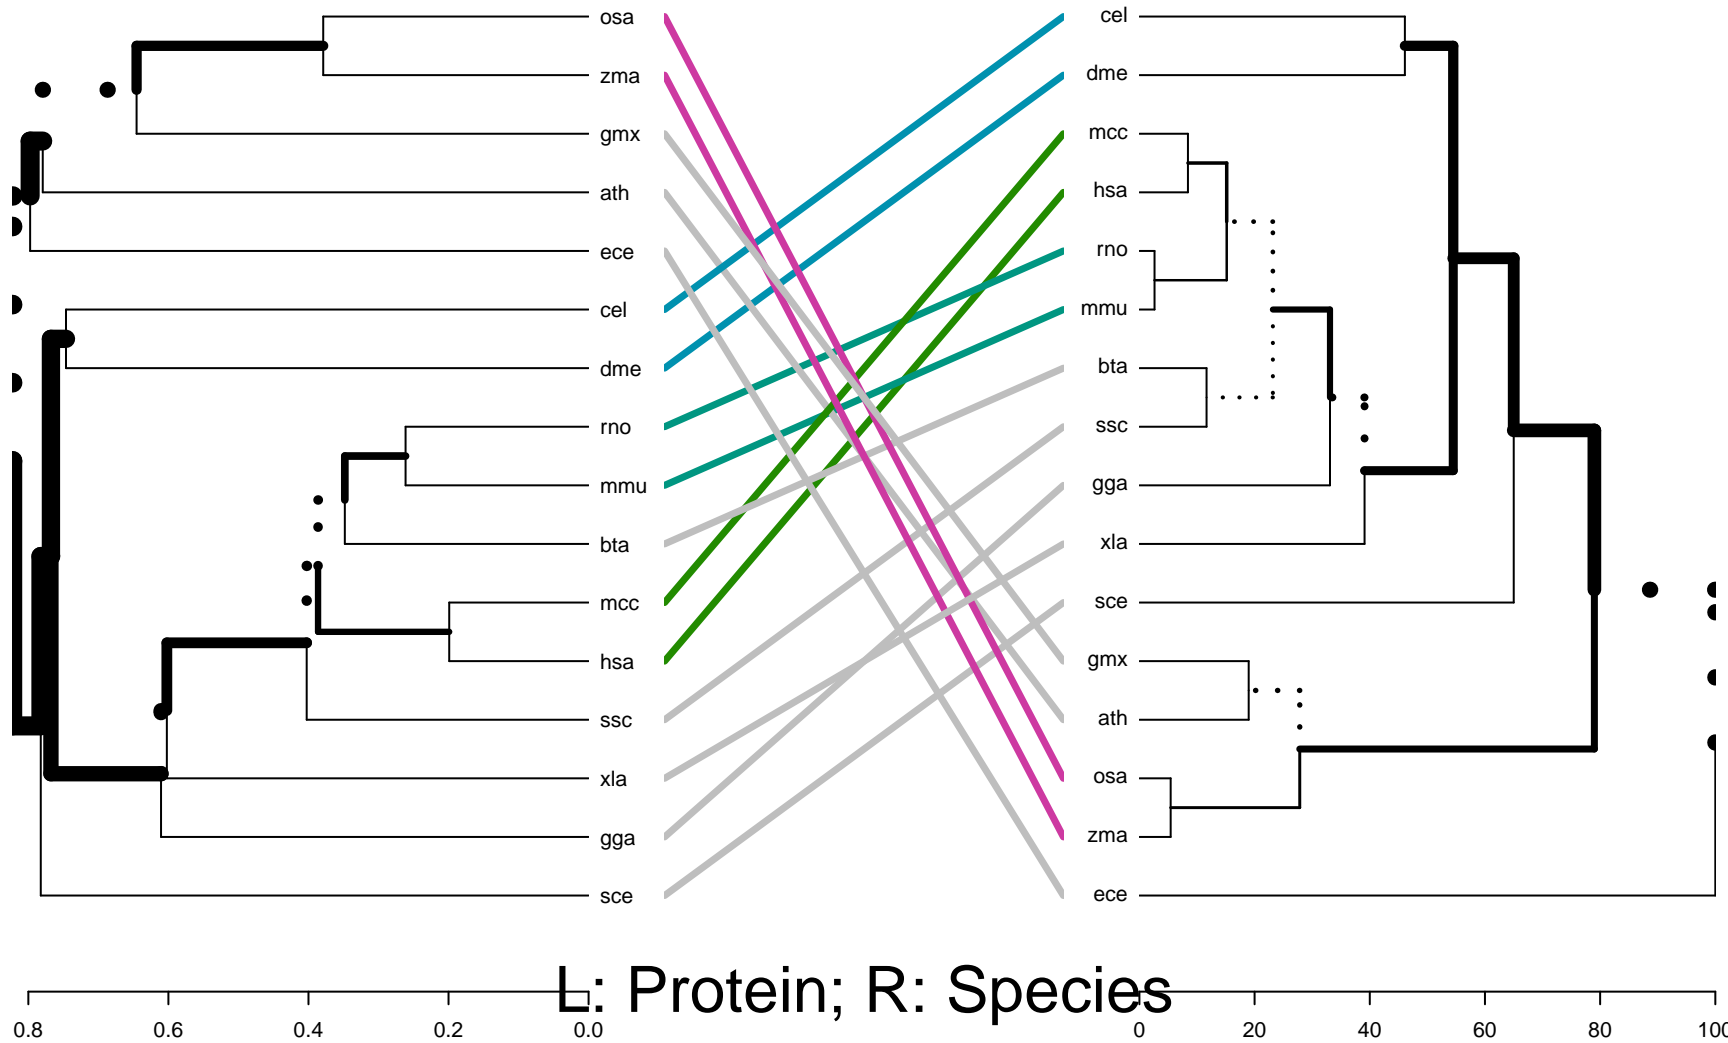 osa
zma
gmx
ath
ece
cel
dme
rno
mmu
bta
mcc
hsa
ssc
xla
gga
sce
cel
dme
mcc
hsa
rno
mmu
bta
ssc
gga
xla
sce
gmx
ath
osa
zma
ece
L: Protein; R: Species
0.8 0.6 0.4 0.2 0.0
0 20 40 60 80 100